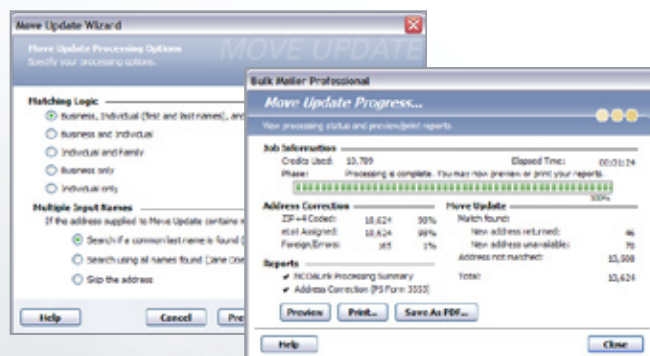 Move Update Wizard
Move Update Processing Options
Specify your processing options.
MOVE UPDATE
Matching Logic
Business, Individual (first and last names), and
Business and Individual
Individual and Family
Business only
Individual only
Multiple Input Names
If the address supplied to Move Update contains
Search if a common last name is found (
Search using all names found (Jane Doe
Skip the address
Help
Cancel
Pre
Bulk Mailer Professional
Move Update Progress...
View processing status and preview/print reports.
Job Information
Credits Used: 10,789 Elapsed Time: 00:01:24
Phase: Processing is complete. You may now preview or print your reports.
100%
Address Correction
ZIP+4 Coded: 10,624 98%
eLot Assigned: 10,624 98%
Foreign/Errors: 165 1%
Move Update
Match found:
New address returned: 46
New address unavailable: 70
Address not matched: 10,508
Total: 10,624
Reports
NCOALink Processing Summary
Address Correction (PS Form 3553)
Preview
Print...
Save As PDF...
Help
Close